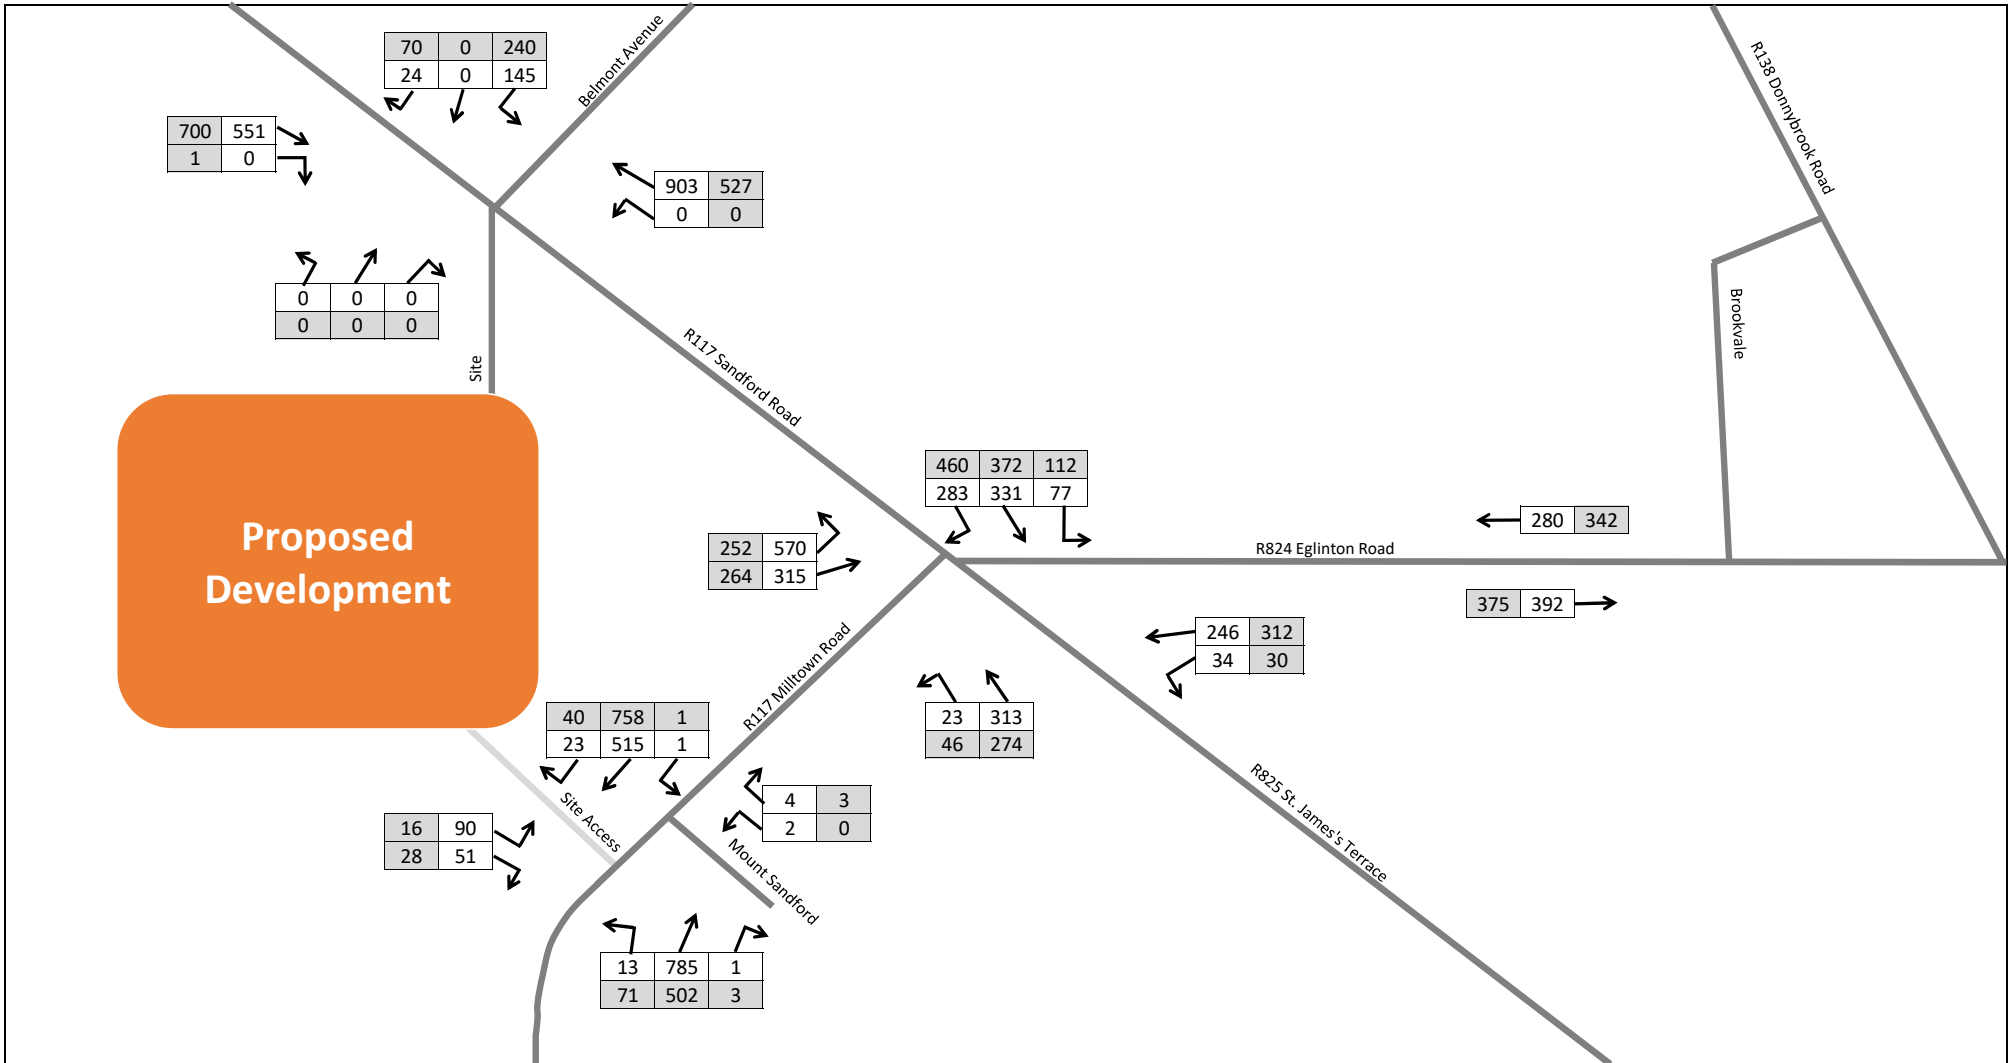 70 0 240
24 0 145
Belmont Avenue
R138 Donnybrook Road
700 551
1 0
903 527
0 0
0 0 0
0 0 0
Brookvale
Site
R117 Sandford Road
Proposed
Development
460 372 112
283 331 77
252 570
264 315
280 342
R824 Eglinton Road
375 392
246 312
34 30
R117 Milltown Road
23 313
46 274
40 758 1
23 515 1
R825 St. James's Terrace
4 3
2 0
Site Access
16 90
28 51
Mount Sandford
13 785 1
71 502 3